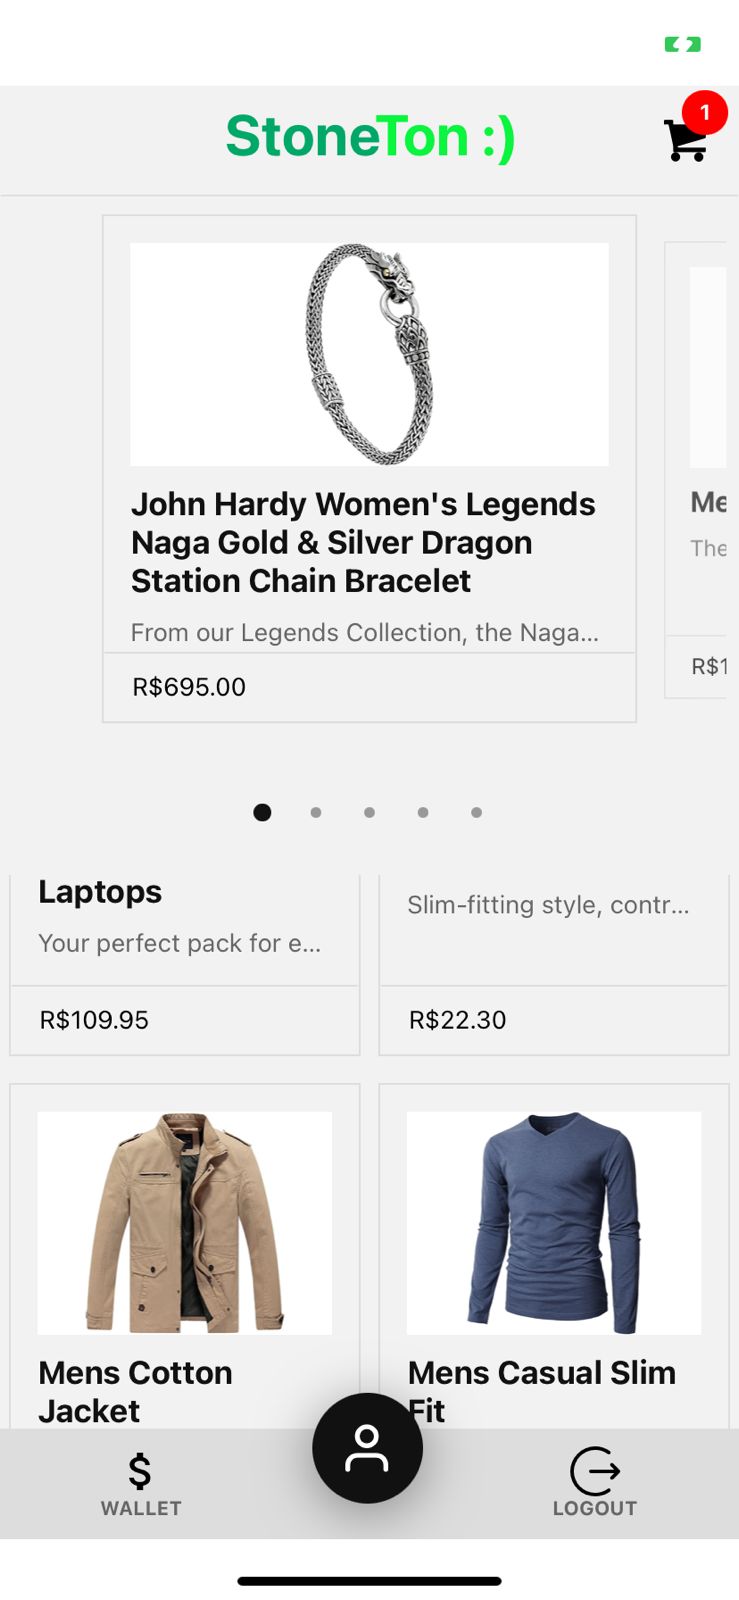 StoneTon :)
1
John Hardy Women's Legends
Naga Gold & Silver Dragon
Station Chain Bracelet
From our Legends Collection, the Naga...
R$695.00
Me
The
R$1
Laptops
Your perfect pack for e...
R$109.95
Slim-fitting style, contr...
R$22.30
Mens Cotton
Jacket
Mens Casual Slim
Fit
$
WALLET
LOGOUT